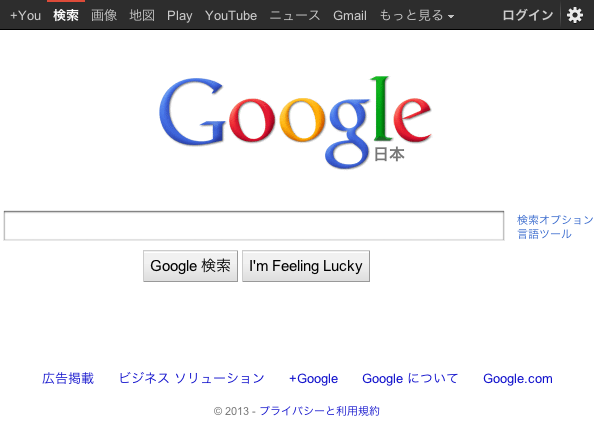 +You 検索 画像 地図 Play YouTube ニュース Gmail もっと見る ログイン
Google
日本
検索オプション
言語ツール
Google 検索 I'm Feeling Lucky
広告掲載 ビジネス ソリューション +Google Google について Google.com
© 2013 - プライバシーと利用規約